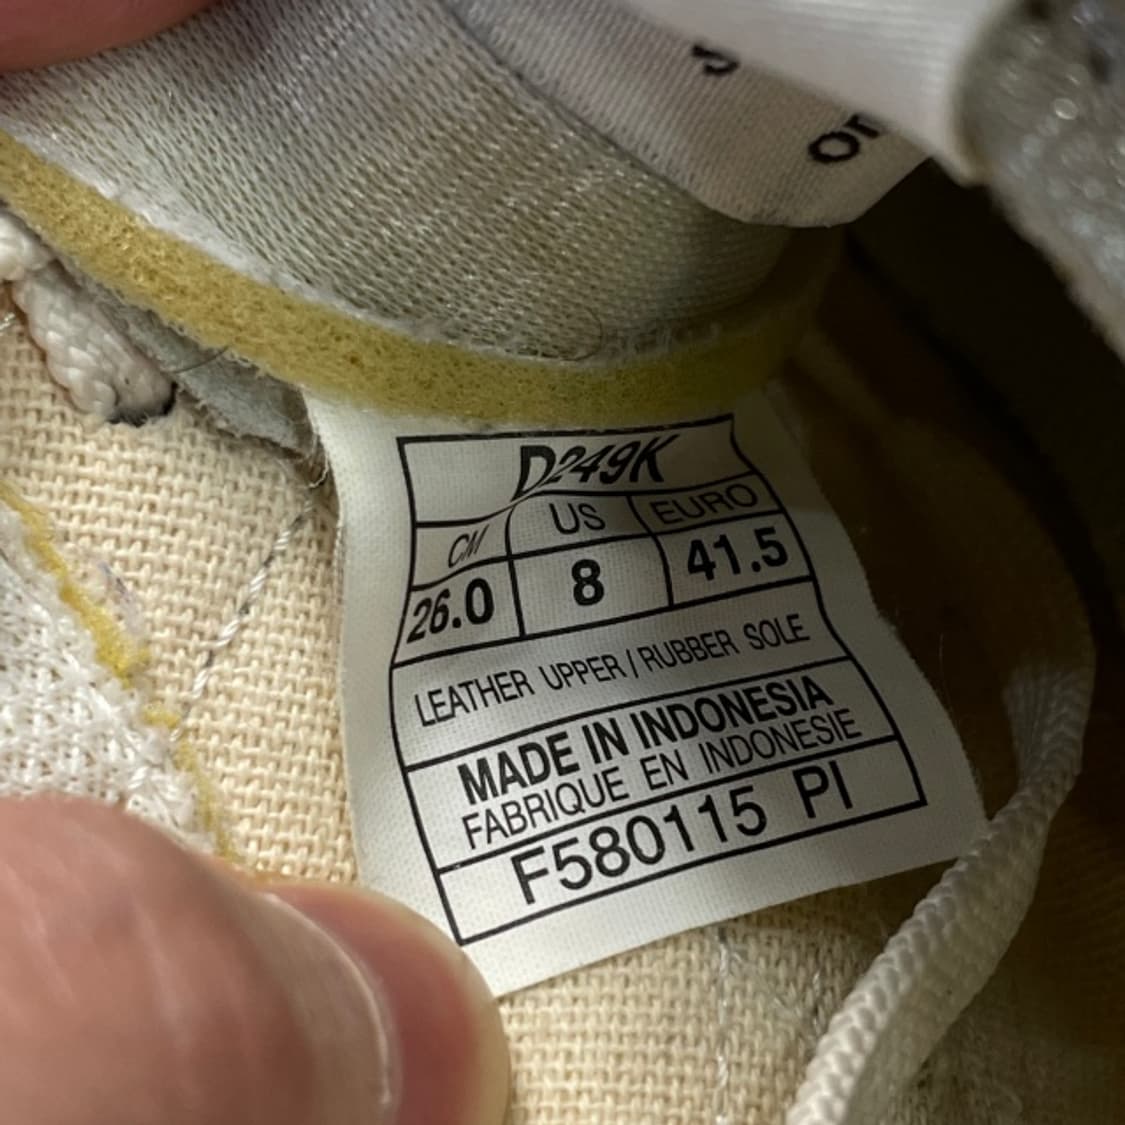 or
D249K
CM US EURO
26.0 8 41.5
LEATHER UPPER / RUBBER SOLE
MADE IN INDONESIA
FABRIQUE EN INDONESIE
F580115 PI